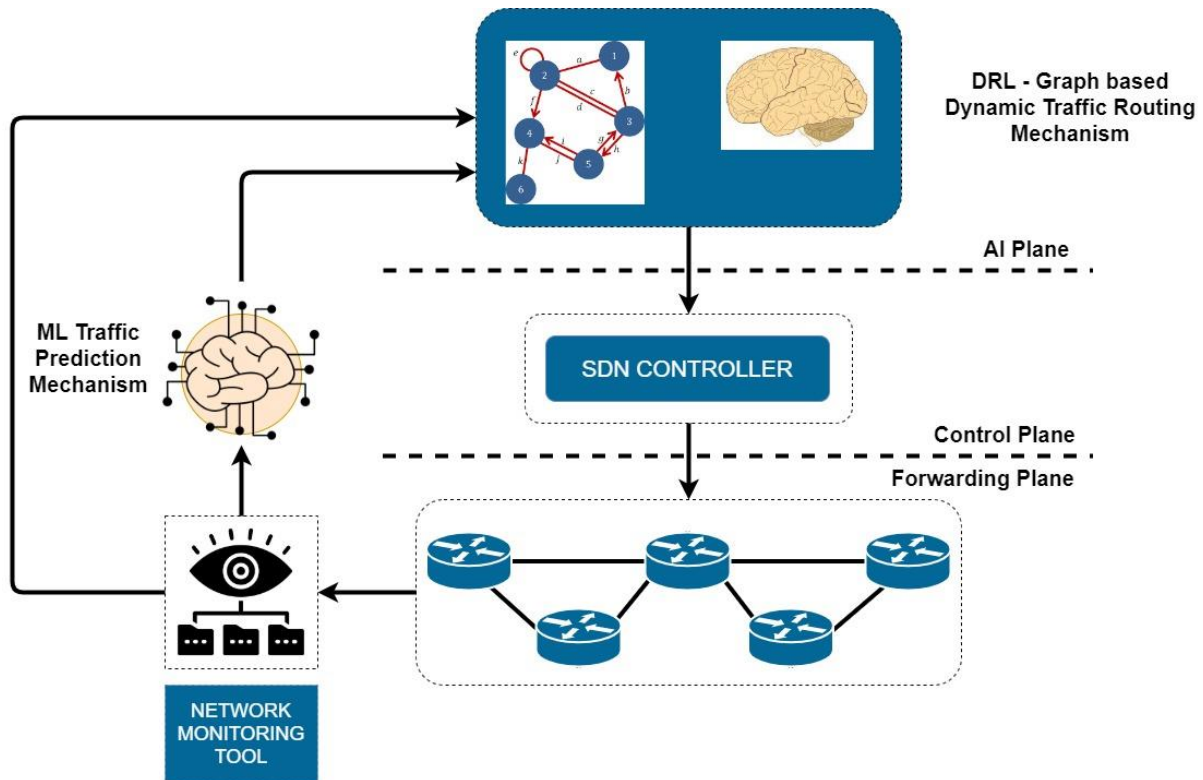 e
a
1
2
c
b
d
f
3
4
i
g
h
k
j
5
6
DRL - Graph based
Dynamic Traffic Routing
Mechanism
AI Plane
ML Traffic
Prediction
Mechanism
SDN CONTROLLER
Control Plane
Forwarding Plane
NETWORK
MONITORING
TOOL